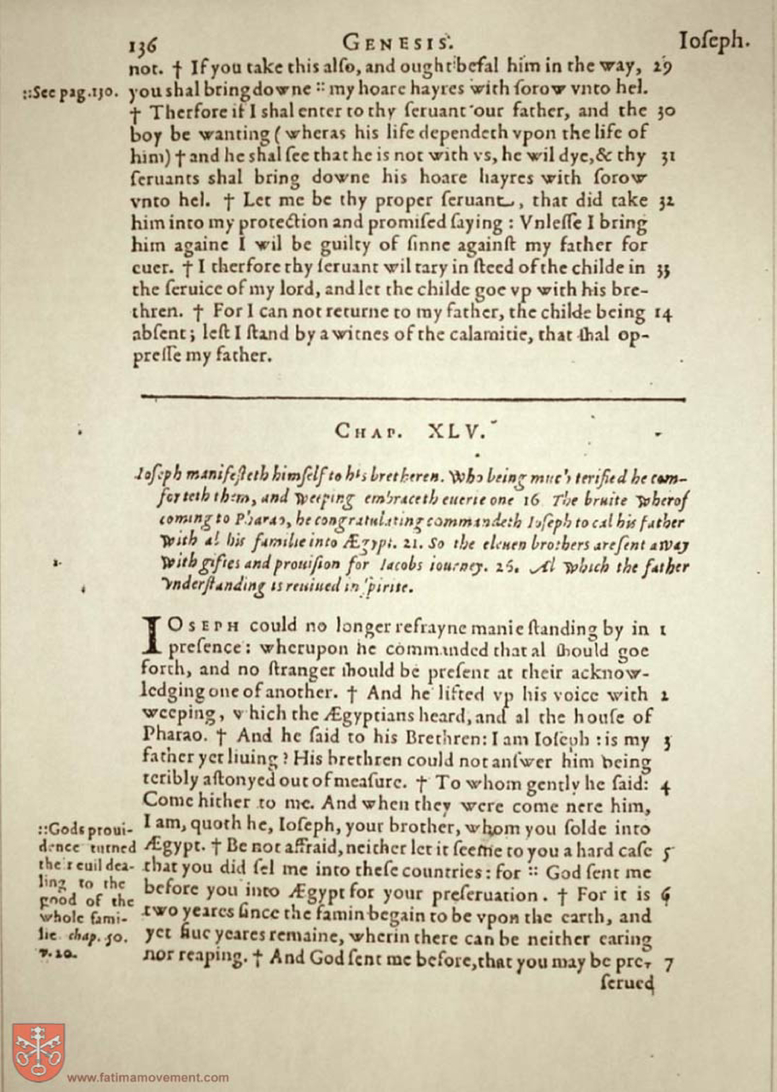 136 GENESIS. Ioſeph.
not. † If you take this alſo, and ought befal him in the way, 29
::See pag.130. you shal bring downe :: my hoare hayres with ſorow vnto hel.
† Therfore if I shal enter to thy ſeruant our father, and the 30
boy be wanting (wheras his life dependeth vpon the life of
him) † and he shal ſee that he is not with vs, he wil dye,& thy 31
ſeruants shal bring downe his hoare hayres with ſorow
vnto hel. † Let me be thy proper ſeruant, that did take 32
him into my protection and promiſed ſaying : Vnleſſe I bring
him againe I wil be guilty of ſinne againſt my father for
euer. † I therfore thy ſeruant wil tary in ſteed of the childe in 33
the ſeruice of my lord, and let the childe goe vp with his bre-
thren. † For I can not returne to my father, the childe being 14
abſent; leſt I ſtand by a witnes of the calamitie, that ſhal op-
preſſe my father.
CHAP. XLV.
Ioſeph manifeſteth himſelf to his bretheren. Who being much terified he com-
forteth them, and weeping embraceth euerie one 16 The bruite wherof
coming to Pharao, he congratulating commandeth Ioſeph to cal his father
with al his familie into Ægypt. 21. So the eleuen brothers are ſent away
with giftes and prouiſion for Iacobs iourney. 26. Al which the father
vnderſtanding is reuiued in ſpirite.
IOSEPH could no longer refrayne manie ſtanding by in 1
preſence: wherupon he commanded that al ſhould goe
forth, and no ſtranger ſhould be preſent at their acknow-
ledging one of another. † And he lifted vp his voice with 2
weeping, which the Ægyptians heard, and al the houſe of
Pharao. † And he ſaid to his Brethren: I am Ioſeph : is my 3
father yet liuing? His brethren could not anſwer him being
teribly aſtonyed out of meaſure. † To whom gently he ſaid: 4
Come hither to me. And when they were come nere him,
I am, quoth he, Ioſeph, your brother, whom you ſolde into
Ægypt. † Be not affraid, neither let it ſeeme to you a hard caſe 5
that you did ſel me into theſe countries : for :: God ſent me
before you into Ægypt for your preſeruation. † For it is 6
two yeares ſince the famin begain to be vpon the earth, and
yet fiue yeares remaine, wherin there can be neither earing
nor reaping. † And God ſent me before,that you may be pre- 7
ſerued
::Gods proui-
dence turned
their euil dea-
ling to the
good of the
whole fami-
lie. chap. 50.
v. 20.
www.fatimamovement.com